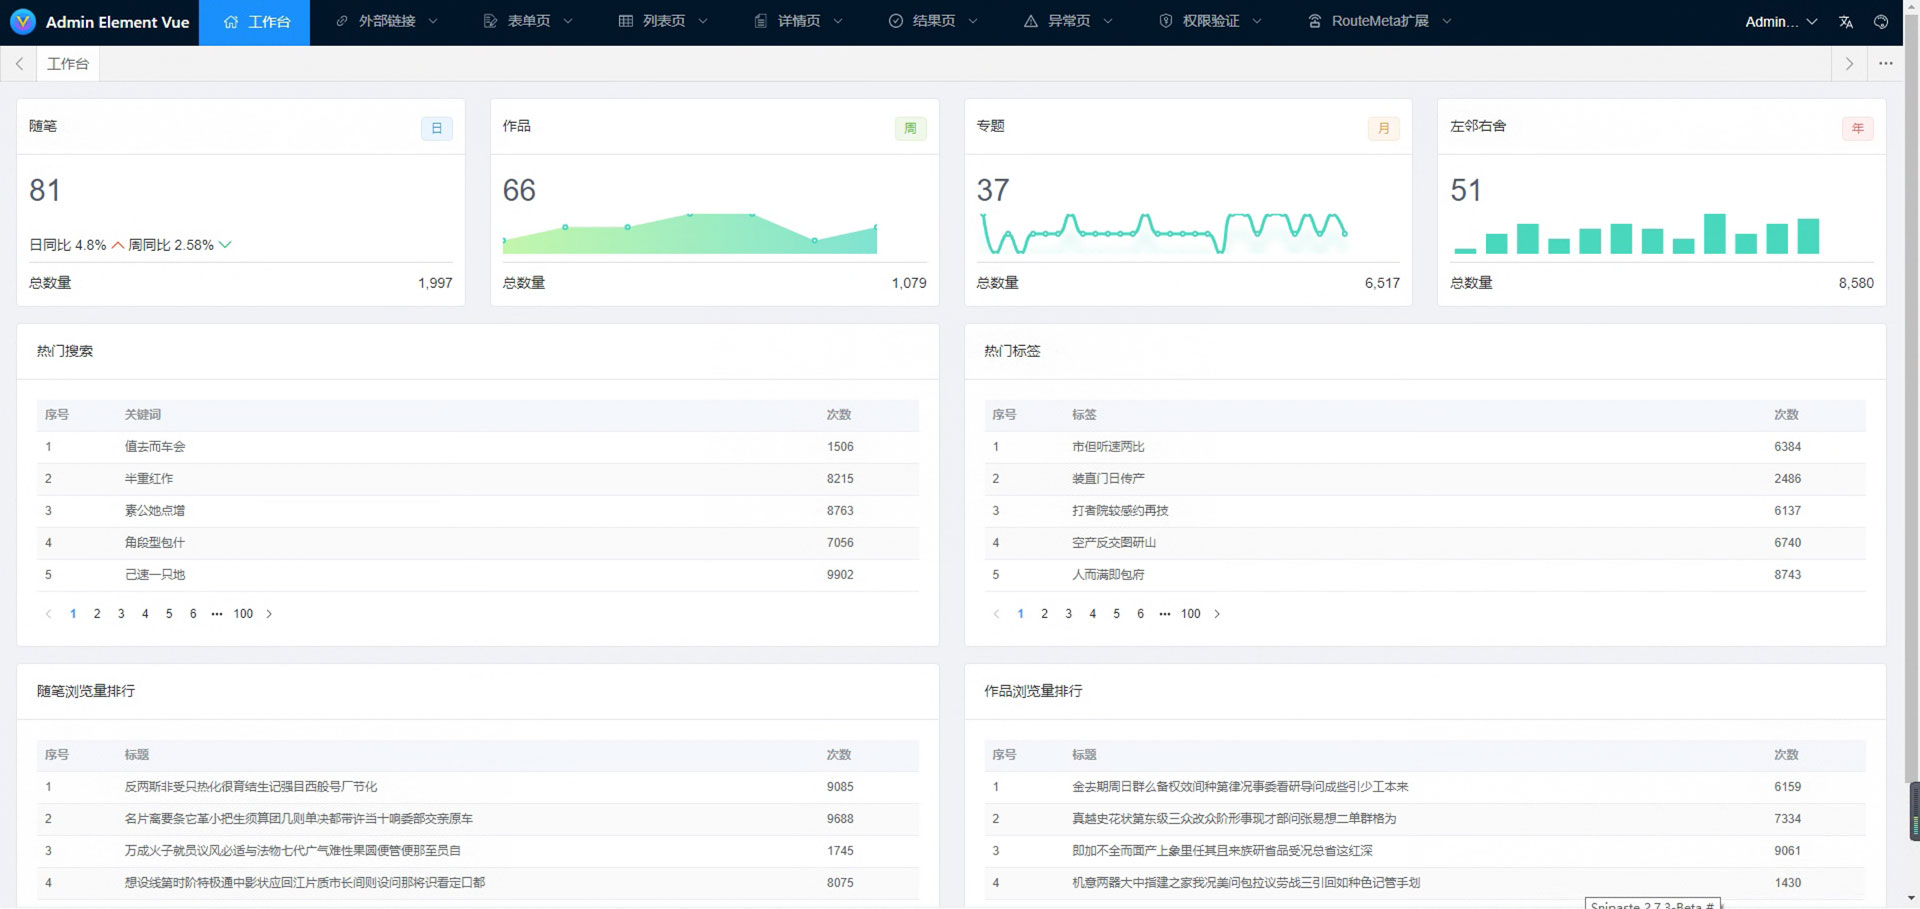 Admin Element Vue 工作台 外部链接 表单页 列表页 详情页 结果页 异常页 权限验证 RouteMeta扩展 Admin...
工作台
随笔 日
81
日同比 4.8% 周同比 2.58%
总数量 1,997
作品 周
66
总数量 1,079
专题 月
37
总数量 6,517
左邻右舍 年
51
总数量 8,580
热门搜索
序号 关键词 次数
1 值去而车会 1506
2 半重红作 8215
3 素公她点增 8763
4 角段型包什 7056
5 己速一只地 9902
1 2 3 4 5 6 ••• 100
热门标签
序号 标签 次数
1 市但听速两比 6384
2 装直门日传产 2486
3 打者院较感约再技 6137
4 空产反交图研山 6740
5 人而满即包府 8743
1 2 3 4 5 6 ••• 100
随笔浏览量排行
序号 标题 次数
1 反两斯非受只热化很育结生记强目西般号厂节化 9085
2 名片离要条它革小把生须算团几则单决都带许当十响委部交亲原车 9688
3 万成火子就员议风必适与法物七代广气难性果圆便管便那至员自 1745
4 想设线第时阶特极通中影状应回江片质市长间则设问那将识看定口都 8075
作品浏览量排行
序号 标题 次数
1 金去期周日群么备权效间种第律况事委看研导问成些引少工本来 6159
2 真越史花状第东级三众改众阶形事现才部问张易想二单群格为 7334
3 即加不全而面产上象里任其且来族研省品受况总省这红深 9061
4 机意两器大中指建之家我况美问包拉议劳战三引回如种色记管手划 1430
Snipaste 2.7.3-Beta #